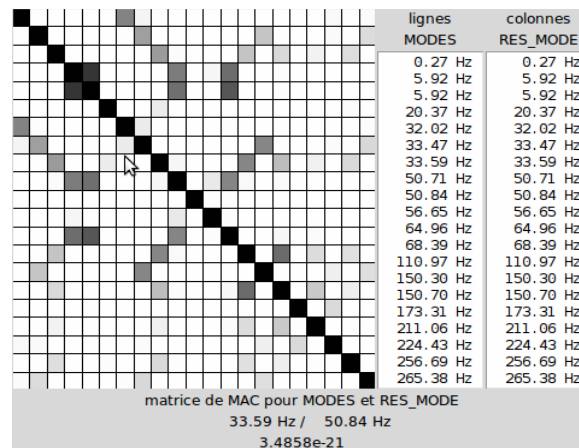 lignes colonnes
MODES RES_MODE
0.27 Hz 0.27 Hz
5.92 Hz 5.92 Hz
5.92 Hz 5.92 Hz
20.37 Hz 20.37 Hz
32.02 Hz 32.02 Hz
33.47 Hz 33.47 Hz
33.59 Hz 33.59 Hz
50.71 Hz 50.71 Hz
50.84 Hz 50.84 Hz
56.65 Hz 56.65 Hz
64.96 Hz 64.96 Hz
68.39 Hz 68.39 Hz
110.97 Hz 110.97 Hz
150.30 Hz 150.30 Hz
150.70 Hz 150.70 Hz
173.31 Hz 173.31 Hz
211.06 Hz 211.06 Hz
224.43 Hz 224.43 Hz
256.69 Hz 256.69 Hz
265.38 Hz 265.38 Hz
matrice de MAC pour MODES et RES_MODE
33.59 Hz / 50.84 Hz
3.4858e-21